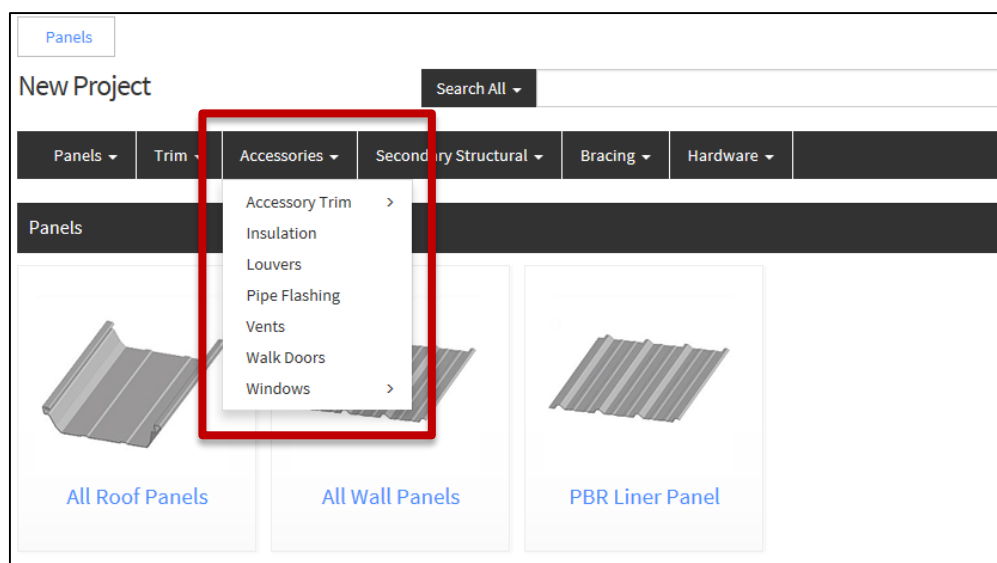 Panels
New Project
Search All
Panels Trim Accessories Secondary Structural Bracing Hardware
Accessory Trim >
Insulation
Louvers
Pipe Flashing
Vents
Walk Doors
Windows >
Panels
All Roof Panels All Wall Panels PBR Liner Panel